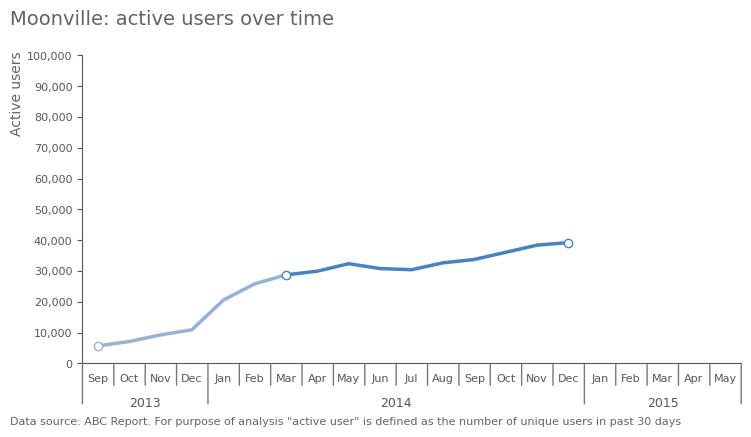 Moonville: active users over time
Active users
100,000
90,000
80,000
70,000
60,000
50,000
40,000
30,000
20,000
10,000
0
Sep Oct Nov Dec Jan Feb Mar Apr May Jun Jul Aug Sep Oct Nov Dec Jan Feb Mar Apr May
2013 2014 2015
Data source: ABC Report. For purpose of analysis "active user" is defined as the number of unique users in past 30 days